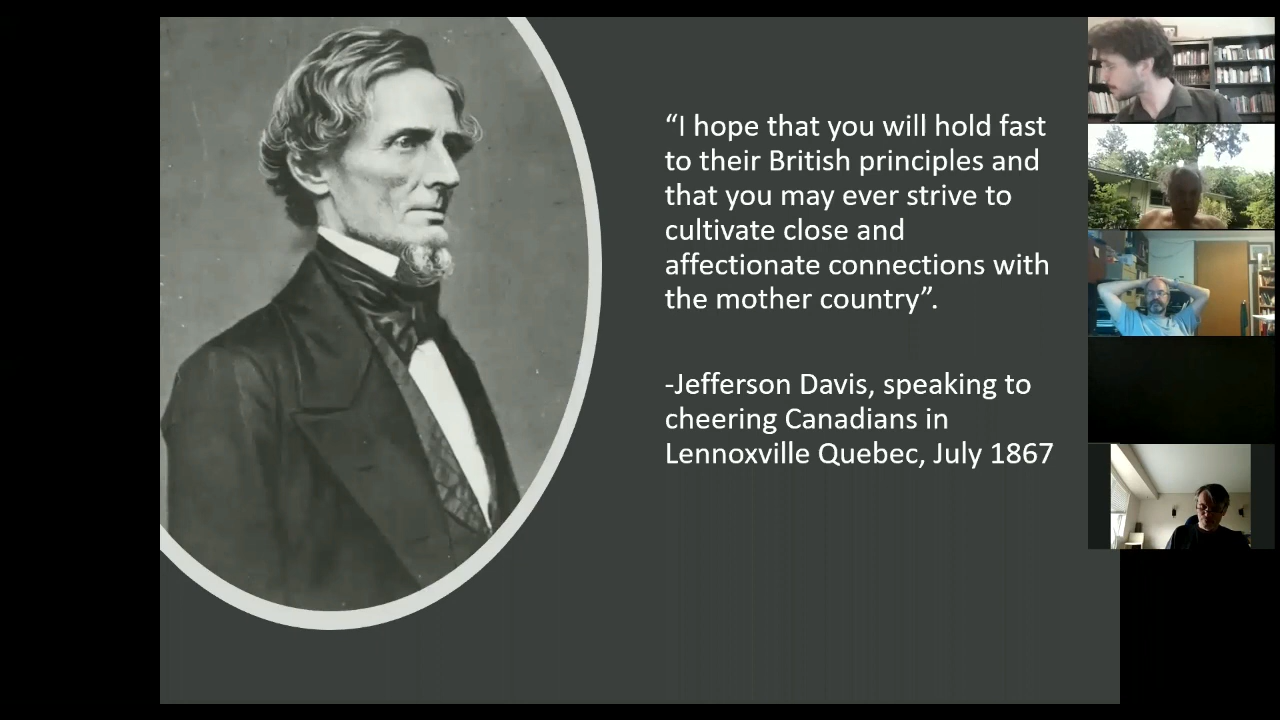 “I hope that you will hold fast
to their British principles and
that you may ever strive to
cultivate close and
affectionate connections with
the mother country”.
-Jefferson Davis, speaking to
cheering Canadians in
Lennoxville Quebec, July 1867